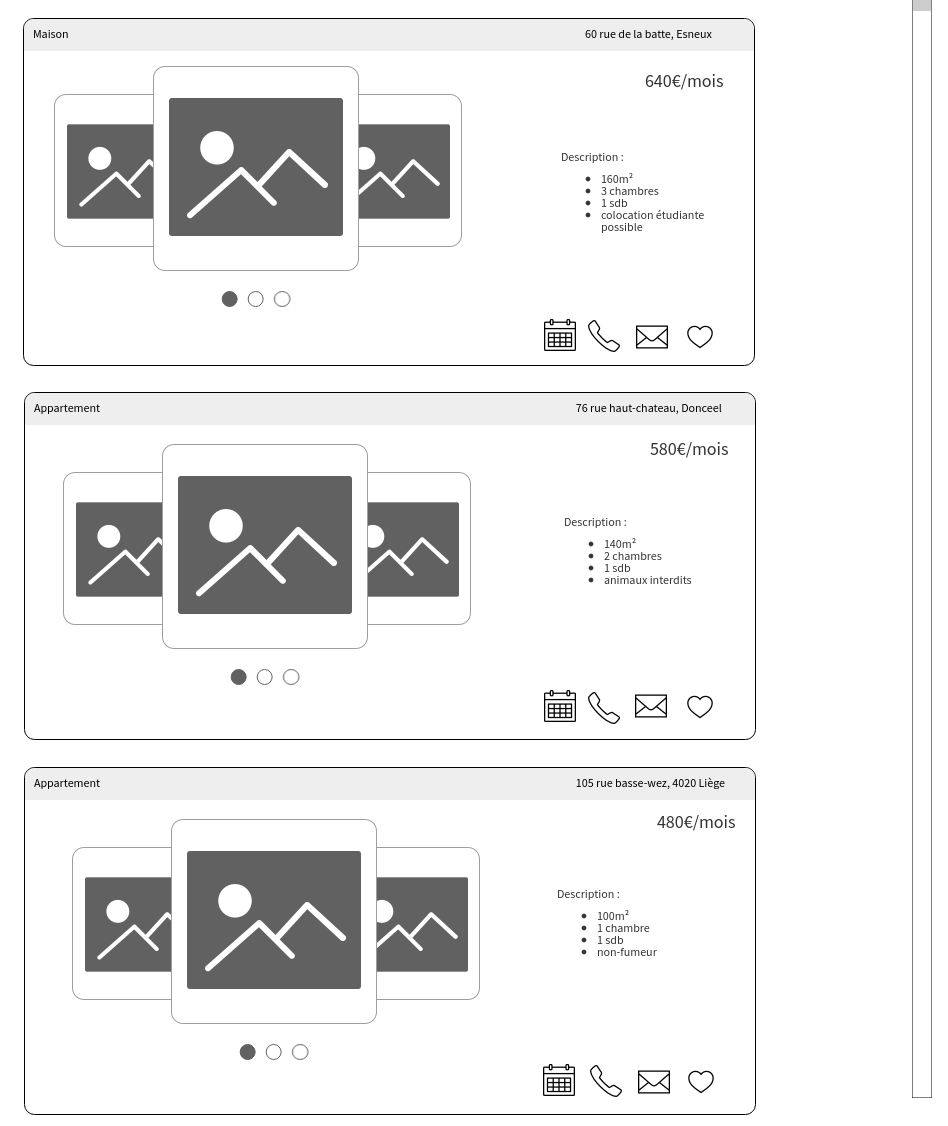 Maison
60 rue de la batte, Esneux
640€/mois
Description :
160m²
3 chambres
1 sdb
colocation étudiante
possible
Appartement
76 rue haut-chateau, Donceel
580€/mois
Description :
140m²
2 chambres
1 sdb
animaux interdits
Appartement
105 rue basse-wez, 4020 Liège
480€/mois
Description :
100m²
1 chambre
1 sdb
non-fumeur